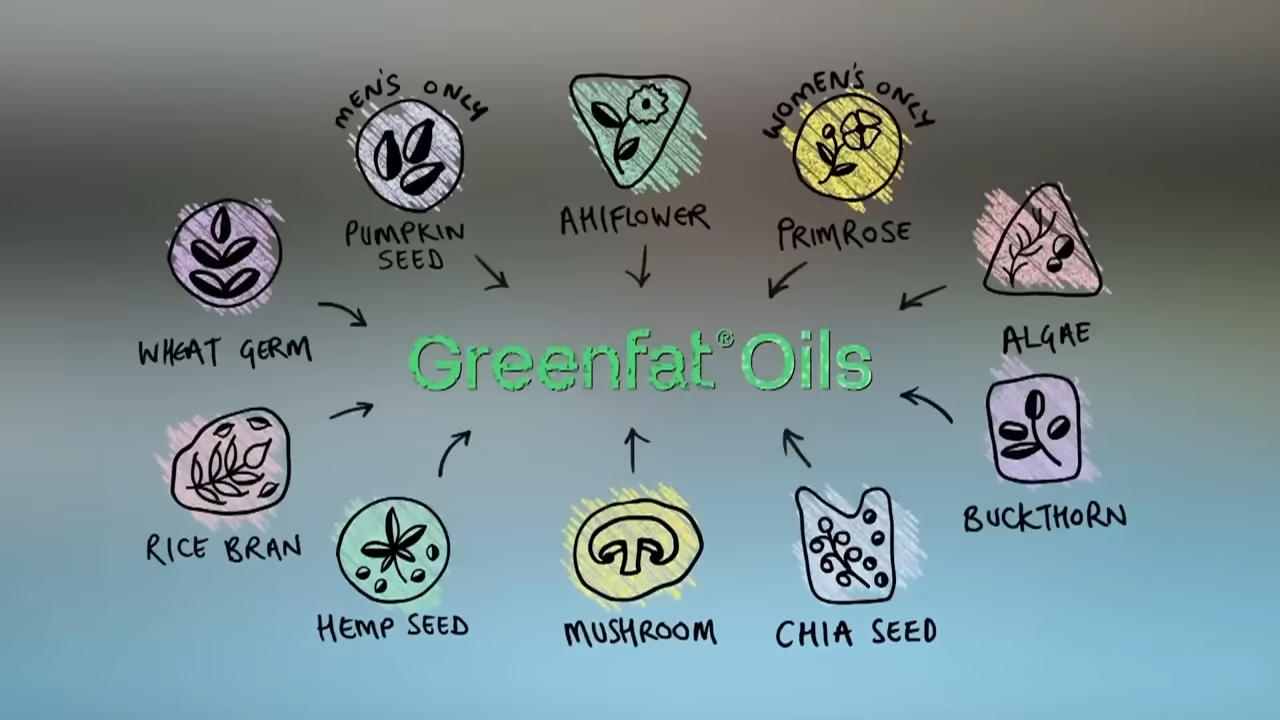 MEN'S ONLY
PUMPKIN
SEED
AHIFLOWER
WOMEN'S ONLY
PRIMROSE
WHEAT GERM
ALGAE
Greenfat® Oils
RICE BRAN
BUCKTHORN
HEMP SEED
MUSHROOM
CHIA SEED